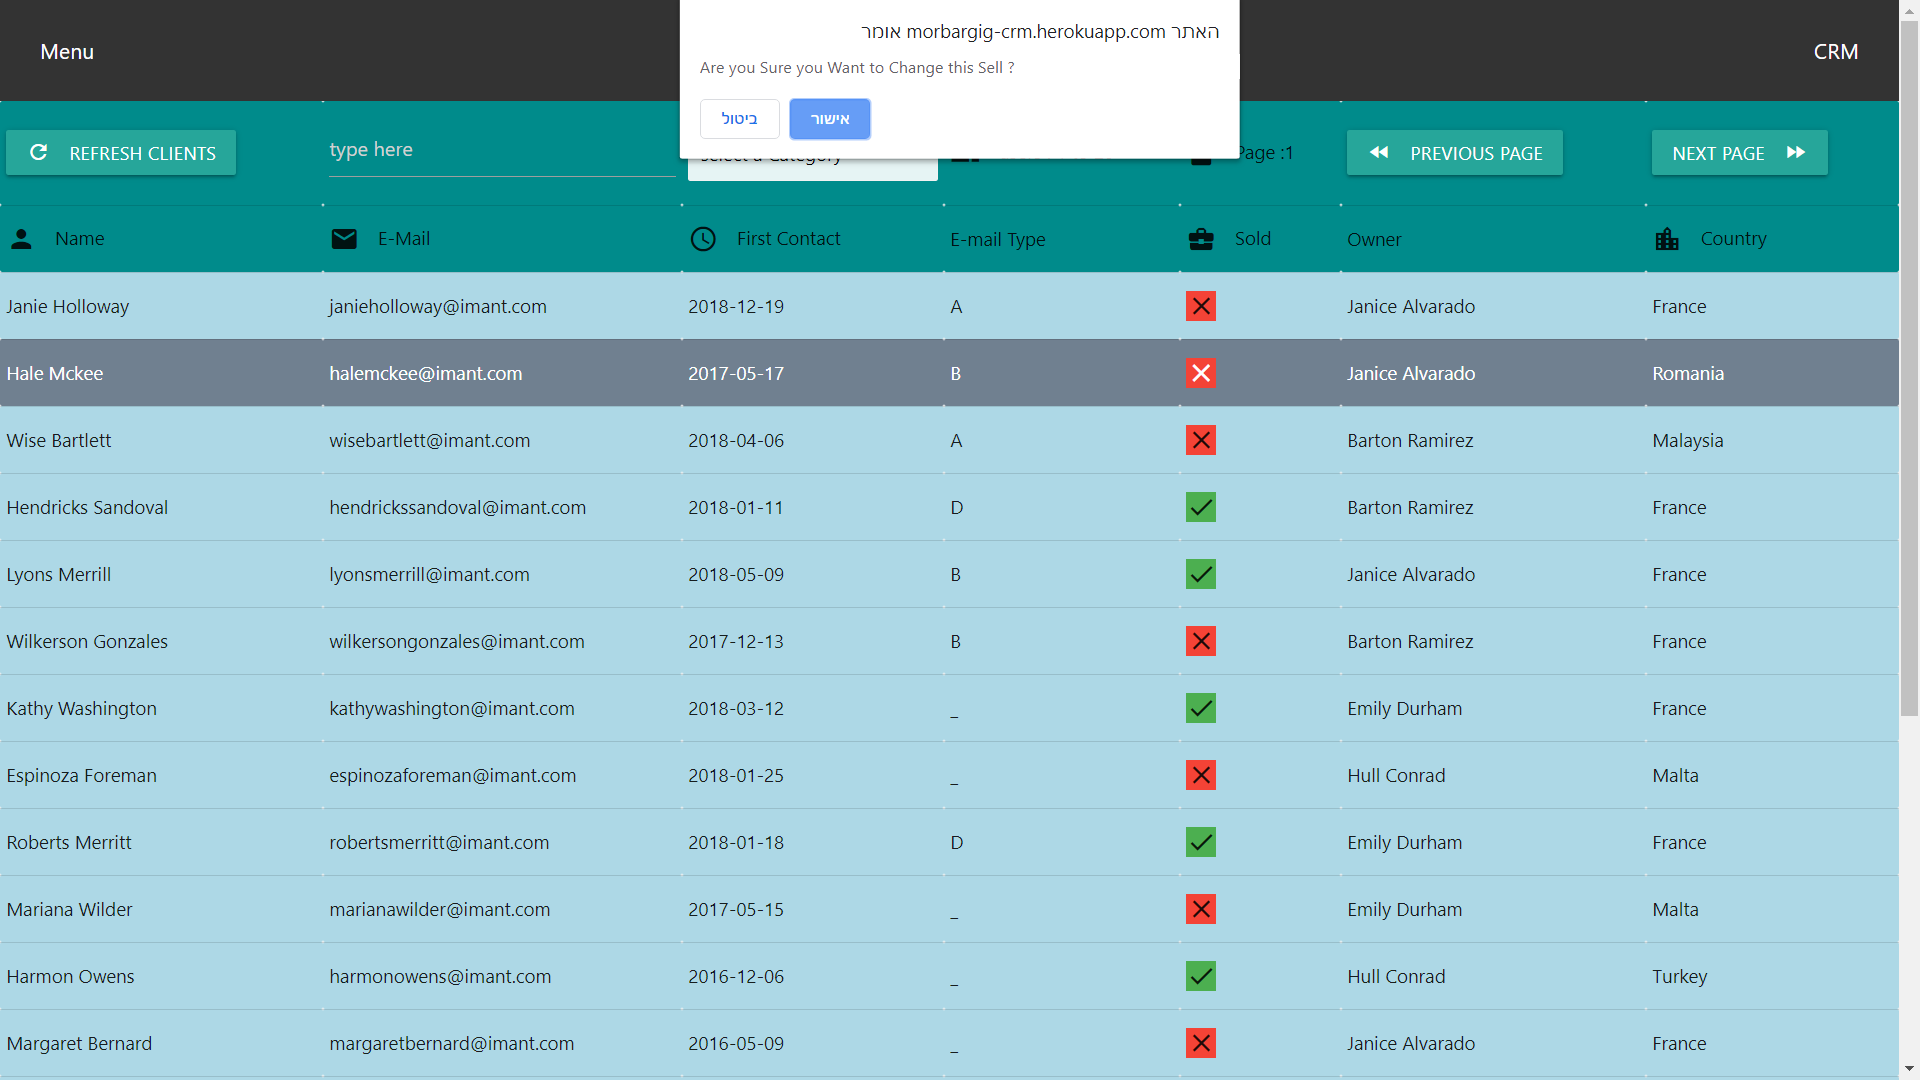 האתר morbargig-crm.herokuapp.com אומר
Are you Sure you Want to Change this Sell ?
ביטול אישור
Menu CRM
REFRESH CLIENTS type here Select a Category Page :1 PREVIOUS PAGE NEXT PAGE
Name E-Mail First Contact E-mail Type Sold Owner Country
Janie Holloway janieholloway@imant.com 2018-12-19 A Janice Alvarado France
Hale Mckee halemckee@imant.com 2017-05-17 B Janice Alvarado Romania
Wise Bartlett wisebartlett@imant.com 2018-04-06 A Barton Ramirez Malaysia
Hendricks Sandoval hendrickssandoval@imant.com 2018-01-11 D Barton Ramirez France
Lyons Merrill lyonsmerrill@imant.com 2018-05-09 B Janice Alvarado France
Wilkerson Gonzales wilkersongonzales@imant.com 2017-12-13 B Barton Ramirez France
Kathy Washington kathywashington@imant.com 2018-03-12 _ Emily Durham France
Espinoza Foreman espinozaforeman@imant.com 2018-01-25 _ Hull Conrad Malta
Roberts Merritt robertsmerritt@imant.com 2018-01-18 D Emily Durham France
Mariana Wilder marianawilder@imant.com 2017-05-15 _ Emily Durham Malta
Harmon Owens harmonowens@imant.com 2016-12-06 _ Hull Conrad Turkey
Margaret Bernard margaretbernard@imant.com 2016-05-09 _ Janice Alvarado France